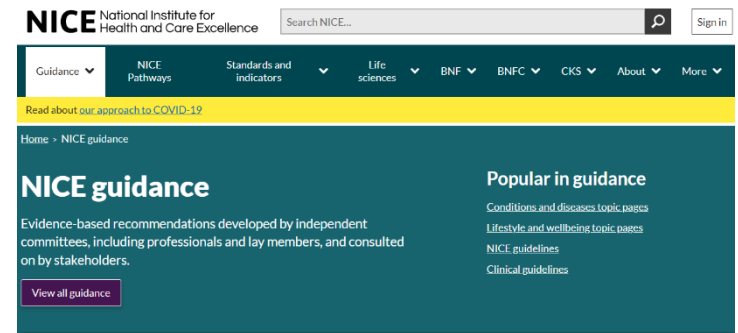 NICE National Institute for
Health and Care Excellence
Search NICE...
Sign in
Guidance
NICE
Pathways
Standards and
indicators
Life
sciences
BNF
BNFC
CKS
About
More
Read about our approach to COVID-19
Home > NICE guidance
NICE guidance
Evidence-based recommendations developed by independent
committees, including professionals and lay members, and consulted
on by stakeholders.
View all guidance
Popular in guidance
Conditions and diseases topic pages
Lifestyle and wellbeing topic pages
NICE guidelines
Clinical guidelines